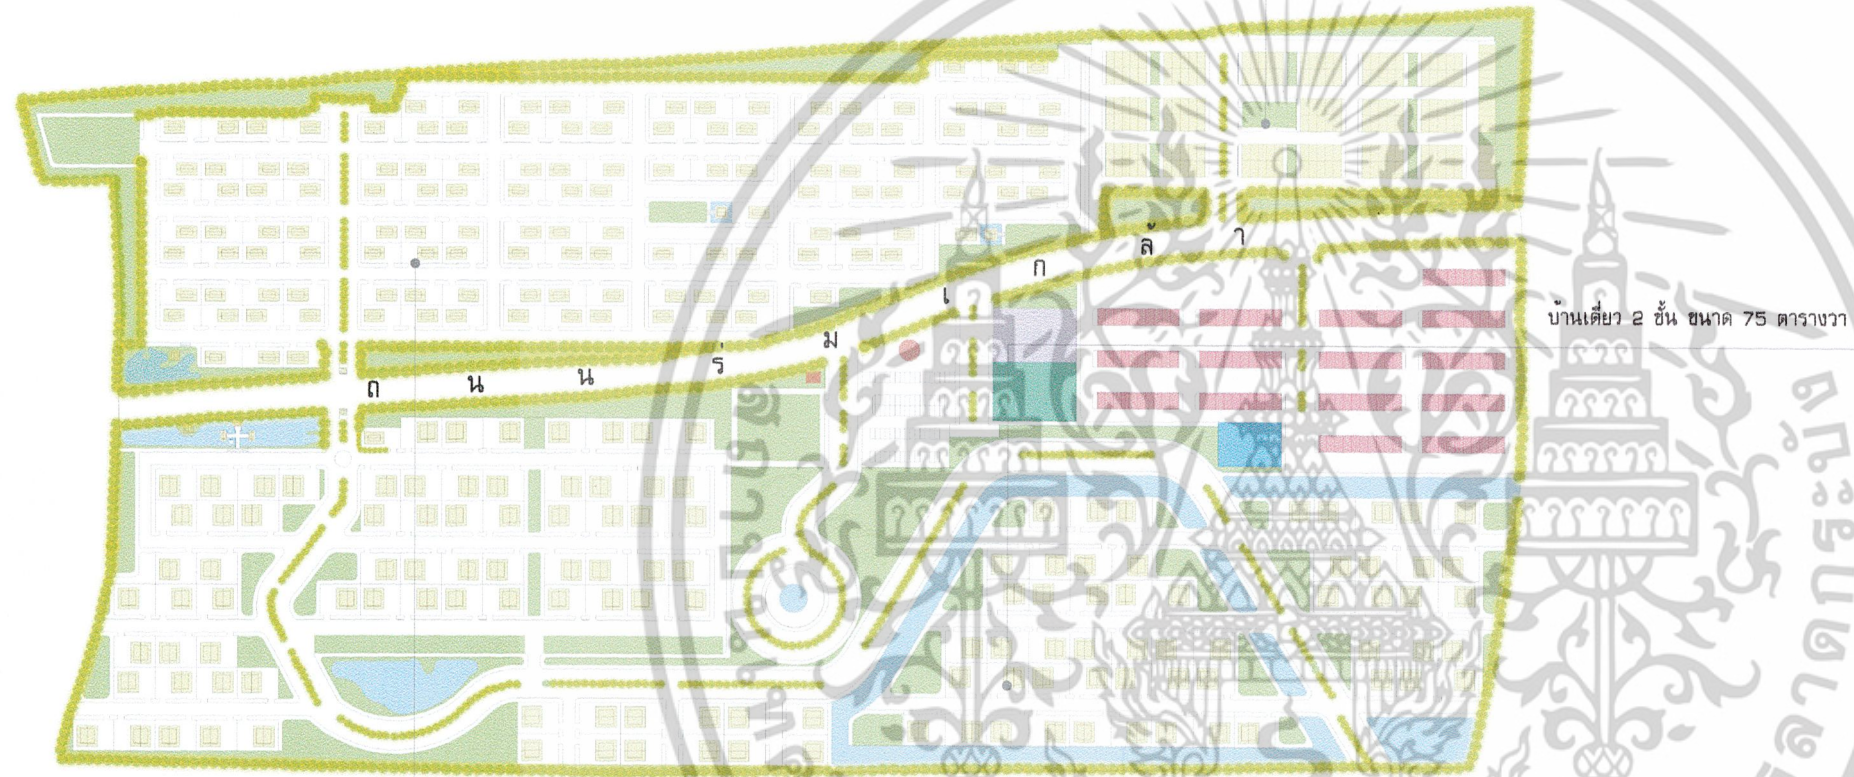 ถ น น ร่ ม เ ก ล้ า
บ้านเดี่ยว 2 ชั้น ขนาด 75 ตารางวา